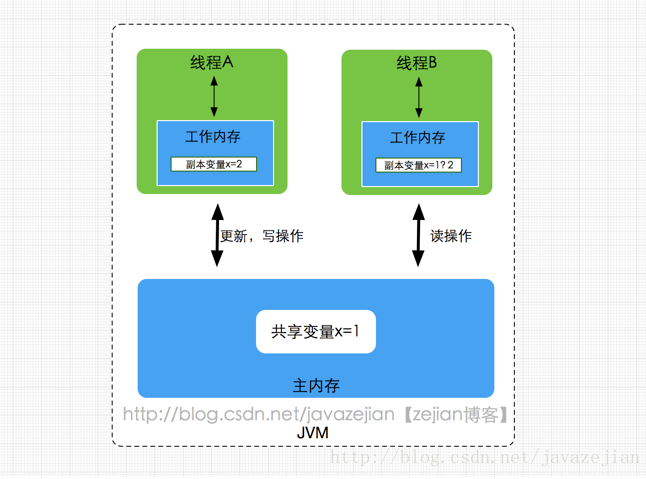 线程A
线程B
工作内存
工作内存
副本变量x=2
副本变量x=1?2
更新，写操作
读操作
共享变量x=1
主内存
http://blog.csdn.net/javazejian【zejian博客】
JVM
http://blog.csdn.net/javazejian